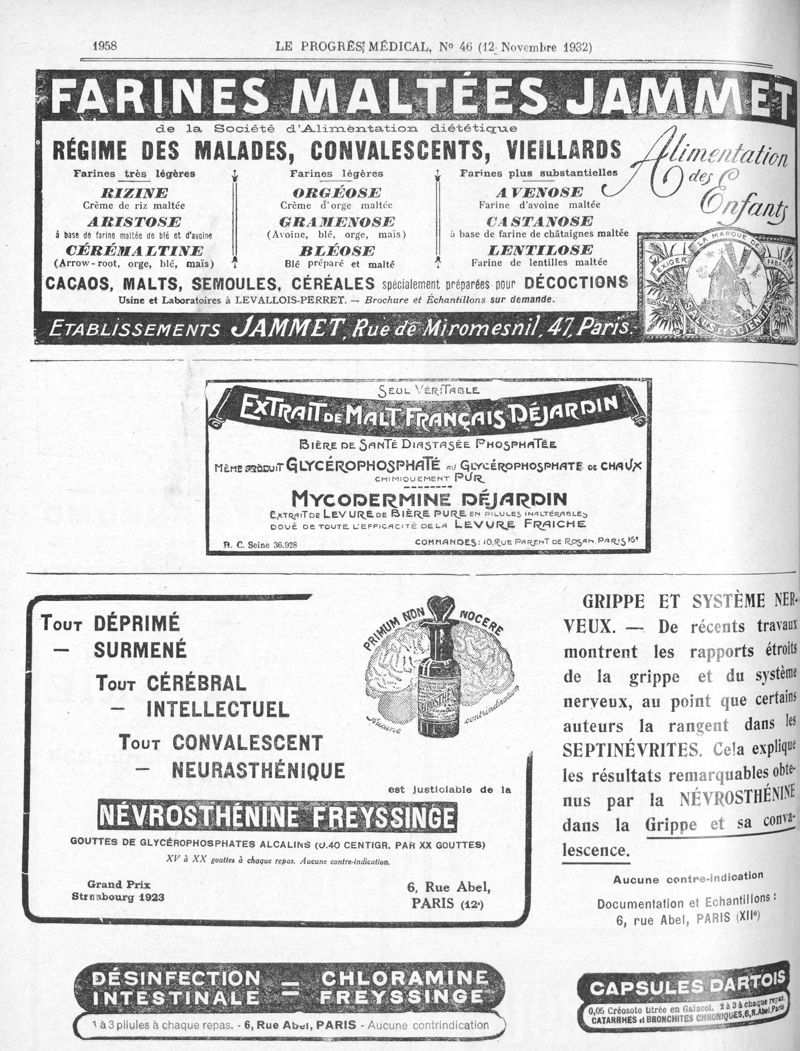 1958
LE PROGRÈS MÉDICAL, No 46 (12 Novembre 1932)
FARINES MALTÉES JAMMET
de la Société d'Alimentation diététique
RÉGIME DES MALADES, CONVALESCENTS, VIEILLARDS
Alimentation
des
Enfants
Farines très légères
RIZINE
Crème de riz maltée
ARISTOSE
à base de farine maltée de blé et d'avoine
CÉRÉMALTINE
(Arrow-root, orge, blé, maïs)
Farines légères
ORGÉOSE
Crème d'orge maltée
GRAMENOSE
(Avoine, blé, orge, maïs)
BLÉOSE
Blé préparé et malté
Farines plus substantielles
AVENOSE
Farine d'avoine maltée
CASTANOSE
à base de farine de châtaignes maltée
LENTILOSE
Farine de lentilles maltée
EXIGER LA MARQUE DE
SALUS ET SCIENTIA
CACAOS, MALTS, SEMOULES, CÉRÉALES spécialement préparées pour DÉCOCTIONS
Usine et Laboratoires à LEVALLOIS-PERRET. — Brochure et Échantillons sur demande.
ETABLISSEMENTS JAMMET, Rue de Miromesnil, 47, Paris.
SEUL VÉRITABLE
EXTRAIT DE MALT FRANÇAIS DÉJARDIN
BIÈRE DE SANTÉ DIASTASÉE PHOSPHATÉE
MÊME PRODUIT GLYCÉROPHOSPHATÉ AU GLYCÉROPHOSPHATE DE CHAUX
CHIMIQUEMENT PUR
MYCODERMINE DÉJARDIN
EXTRAIT DE LEVURE DE BIÈRE PURE EN PILULES INALTÉRABLES
DOUÉ DE TOUTE L'EFFICACITÉ DE LA LEVURE FRAICHE
R. C. Seine 36.928
COMMANDES: 10, RUE PARENT DE ROSAN, PARIS 16e
TOUT DÉPRIMÉ
— SURMENÉ
TOUT CÉRÉBRAL
— INTELLECTUEL
TOUT CONVALESCENT
— NEURASTHÉNIQUE
PRIMUM NON NOCERE
Aucune contrindication
est justiciable de la
NÉVROSTHÉNINE FREYSSINGE
GOUTTES DE GLYCÉROPHOSPHATES ALCALINS (0.40 CENTIGR. PAR XX GOUTTES)
XV à XX gouttes à chaque repas. Aucune contre-indication.
Grand Prix
Strasbourg 1923
6, Rue Abel,
PARIS (12e)
GRIPPE ET SYSTÈME NER-
VEUX. — De récents travaux
montrent les rapports étroits
de la grippe et du système
nerveux, au point que certains
auteurs la rangent dans les
SEPTINÉVRITES. Cela explique
les résultats remarquables obte-
nus par la NÉVROSTHÉNINE
dans la Grippe et sa conva-
lescence.
Aucune contre-indication
Documentation et Echantillons :
6, rue Abel, PARIS (XIIe)
DÉSINFECTION INTESTINALE = CHLORAMINE FREYSSINGE
1 à 3 pilules à chaque repas. - 6, Rue Abel, PARIS - Aucune contrindication
CAPSULES DARTOIS
0,05 Créosote titrée en Gaïacol. 2 à 3 à chaque repas.
CATARRHES et BRONCHITES CHRONIQUES, 6, R. Abel, Paris